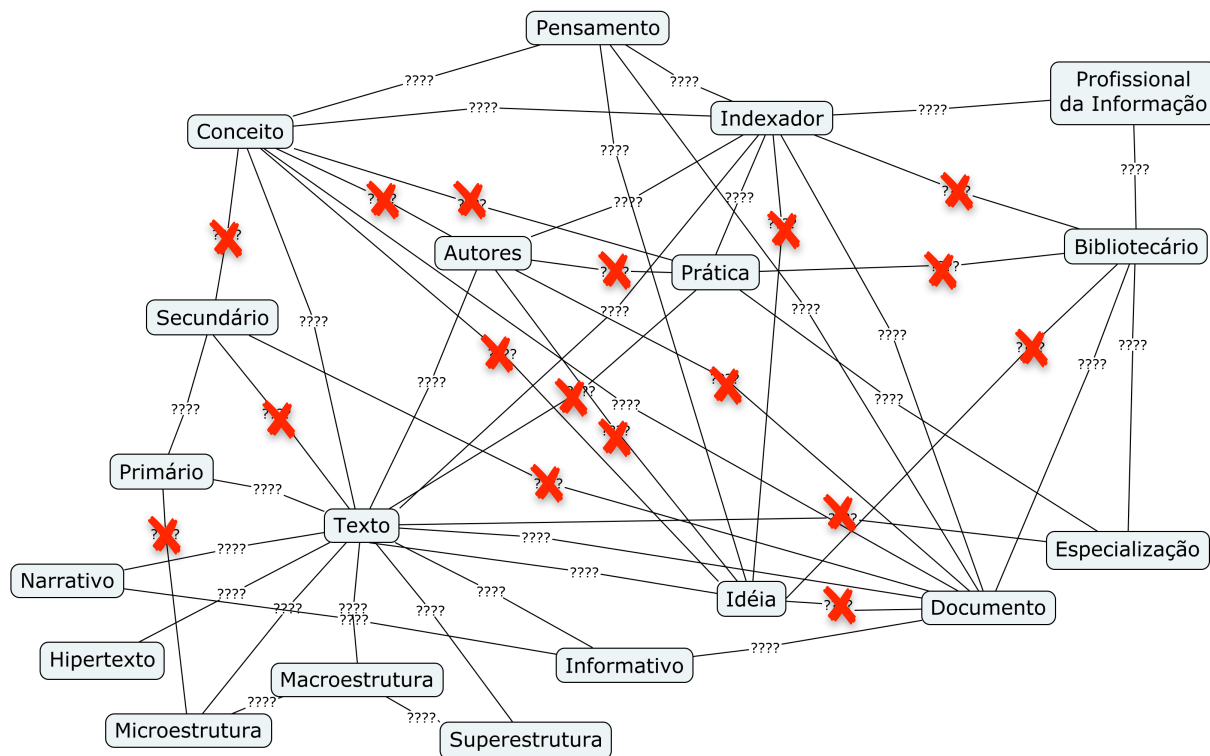 Pensamento
????
????
Profissional
da Informação
????
????
Conceito
Indexador
????
????
????
Autores
Prática
Bibliotecário
Secundário
????
????
????
????
????
????
????
????
Primário
????
Texto
????
Especialização
????
????
Narrativo
????
????
????
????
????
????
Idéia
Documento
????
????
Hipertexto
Informativo
Macroestrutura
????
????
Microestrutura
Superestrutura